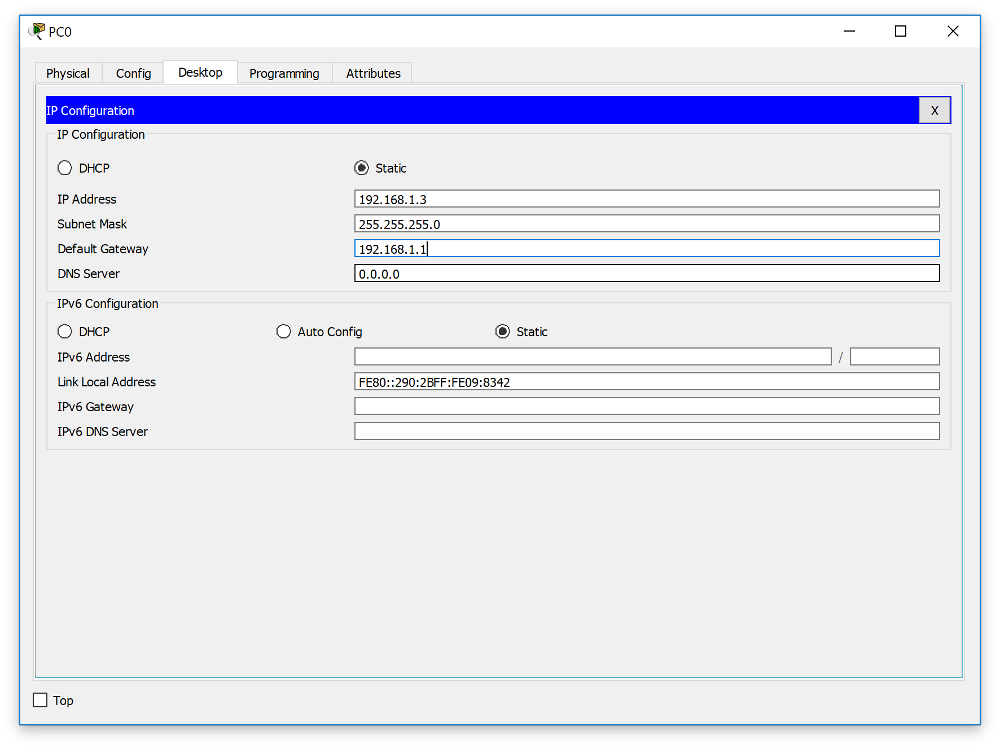 PC0
Physical Config Desktop Programming Attributes
IP Configuration X
IP Configuration
DHCP Static
IP Address 192.168.1.3
Subnet Mask 255.255.255.0
Default Gateway 192.168.1.1
DNS Server 0.0.0.0
IPv6 Configuration
DHCP Auto Config Static
IPv6 Address /
Link Local Address FE80::290:2BFF:FE09:8342
IPv6 Gateway
IPv6 DNS Server
Top